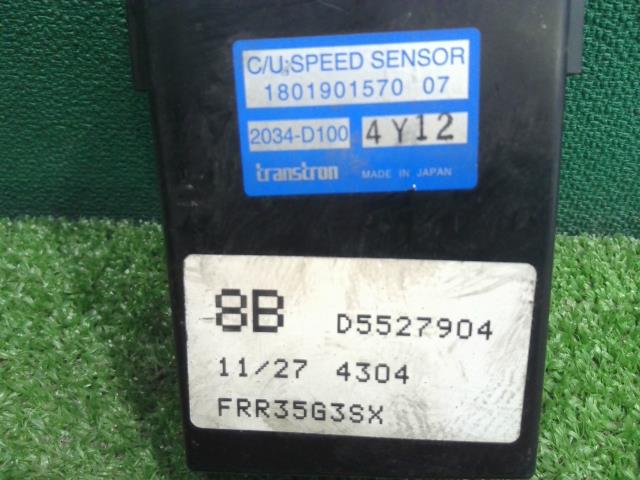 C/U;SPEED SENSOR
1801901570 07
2034-D100 4Y12
transtron MADE IN JAPAN
8B D5527904
11/27 4304
FRR35G3SX